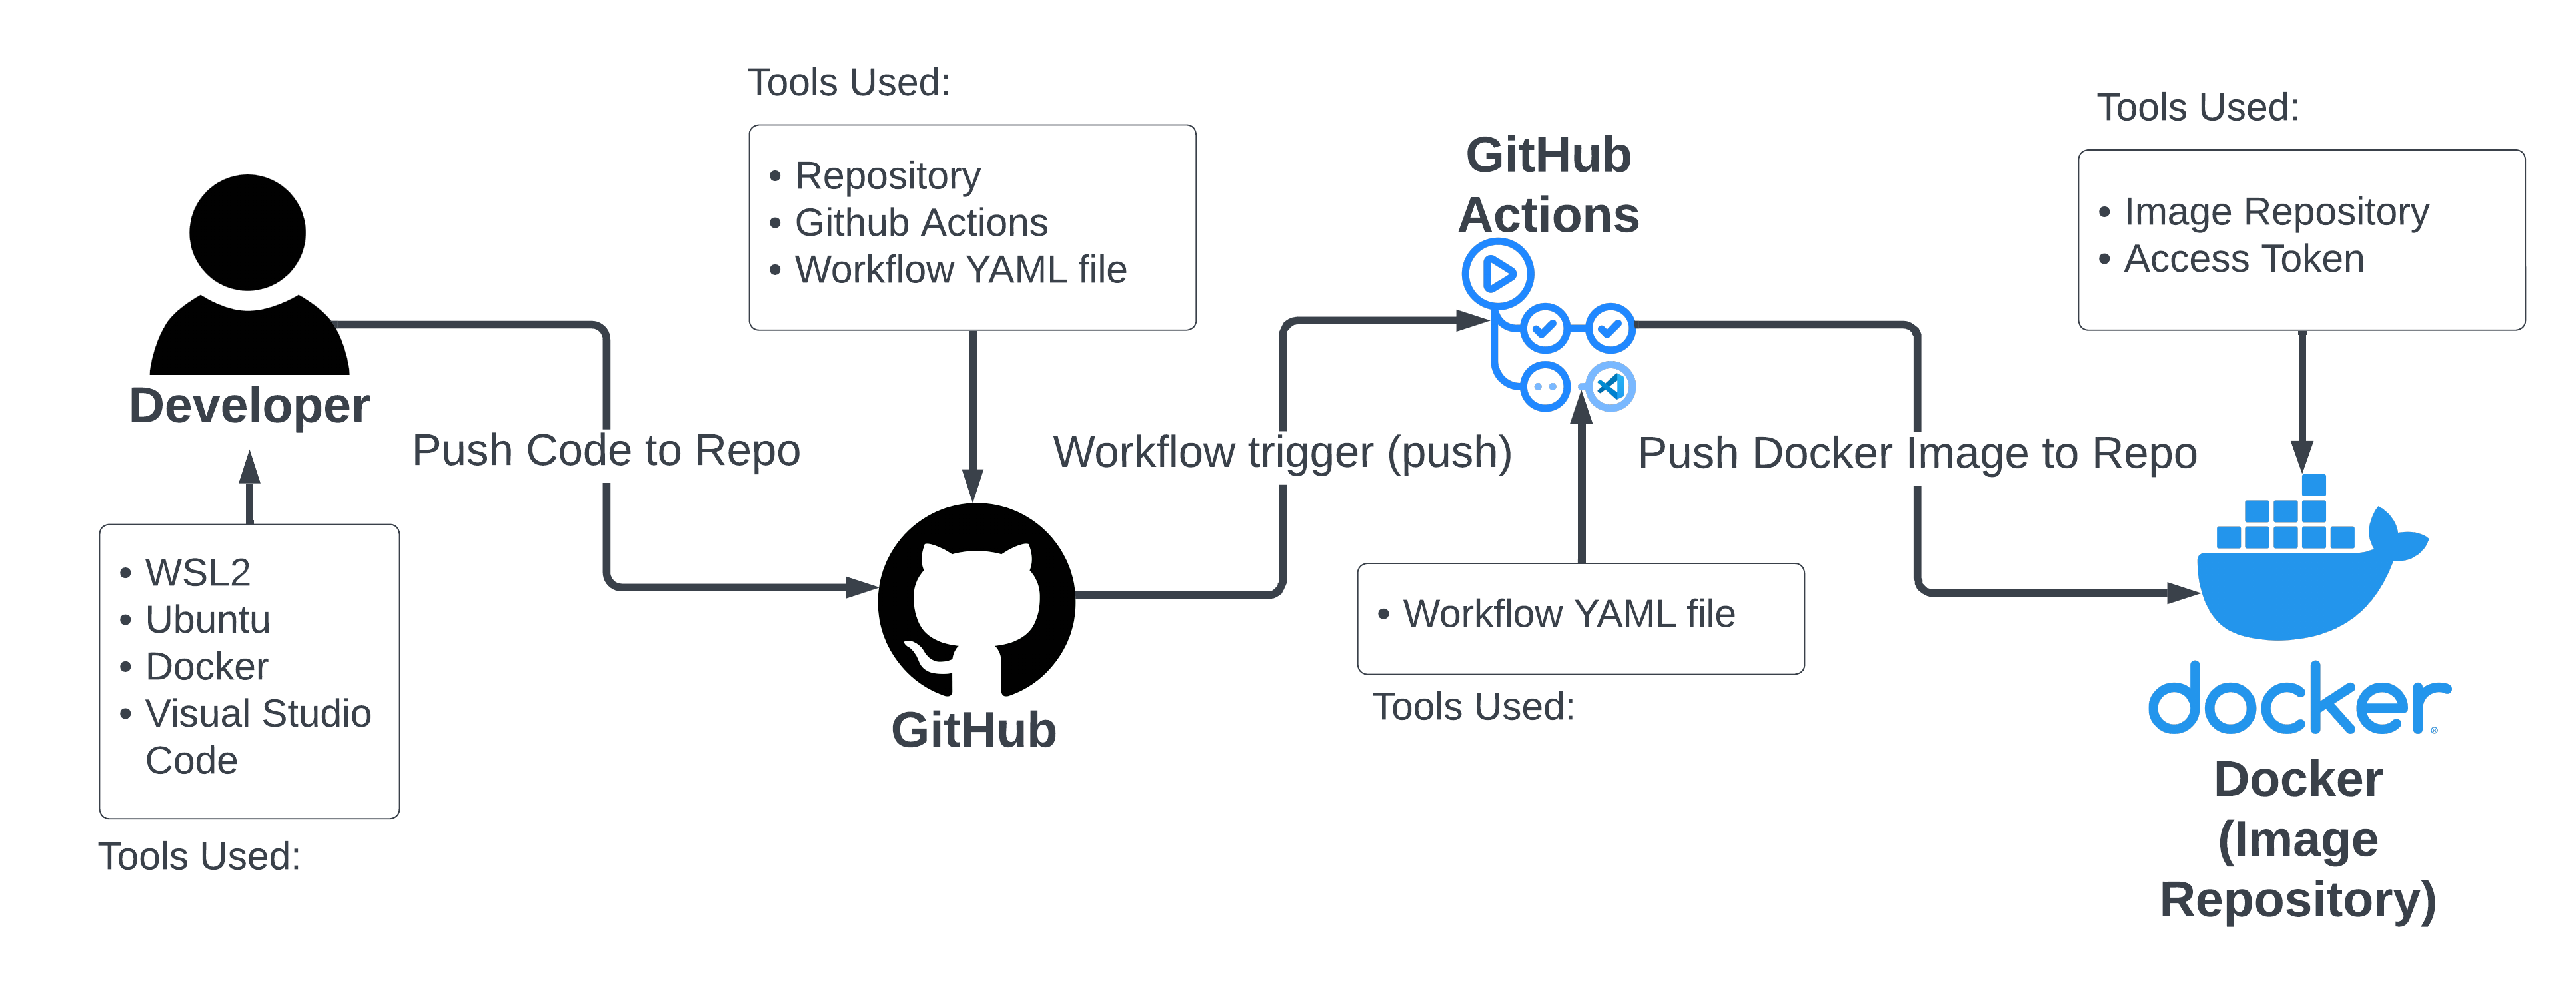 Tools Used:
• Repository
• Github Actions
• Workflow YAML file
GitHub
Actions
Tools Used:
• Image Repository
• Access Token
Developer
Push Code to Repo
Workflow trigger (push)
Push Docker Image to Repo
• WSL2
• Ubuntu
• Docker
• Visual Studio
Code
Tools Used:
GitHub
• Workflow YAML file
Tools Used:
docker®
Docker
(Image
Repository)